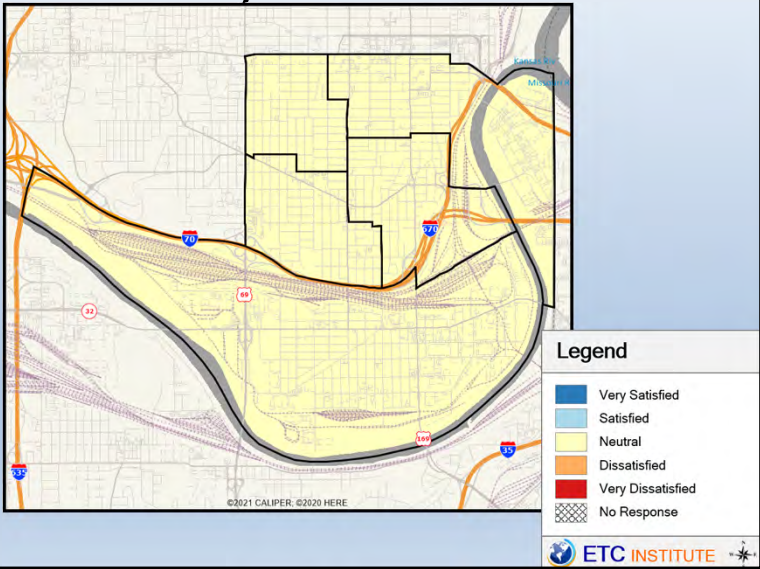 Kansas
Missouri
70
670
69
32
169
35
635
©2021 CALIPER; ©2020 HERE
Legend
Very Satisfied
Satisfied
Neutral
Dissatisfied
Very Dissatisfied
No Response
ETC INSTITUTE